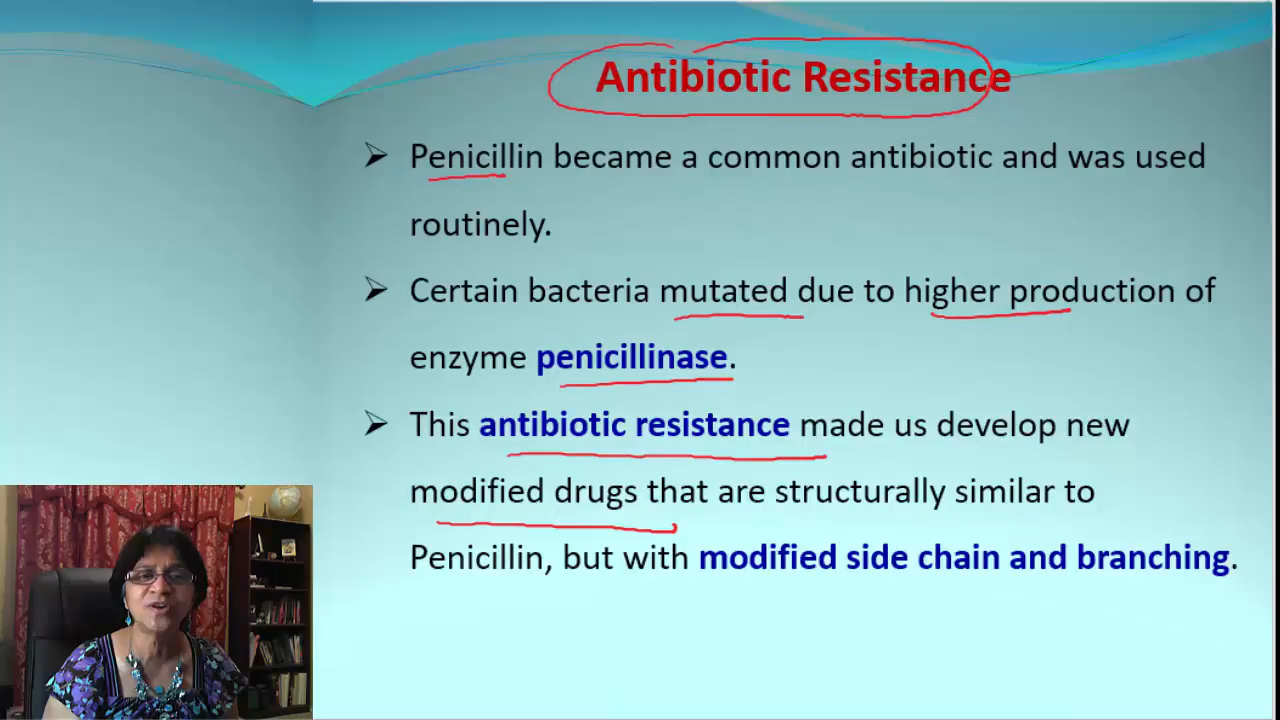 Antibiotic Resistance
Penicillin became a common antibiotic and was used
routinely.
Certain bacteria mutated due to higher production of
enzyme penicillinase.
This antibiotic resistance made us develop new
modified drugs that are structurally similar to
Penicillin, but with modified side chain and branching.